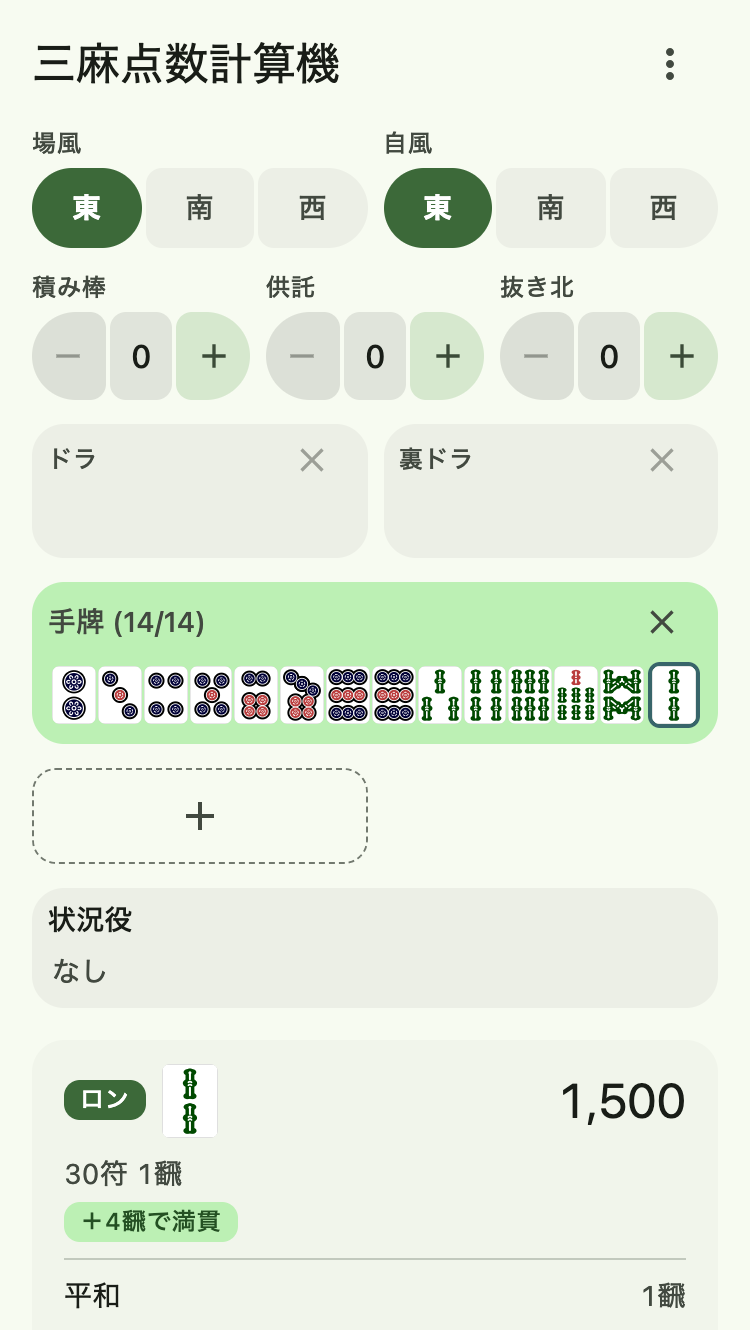 三麻点数計算機
場風
自風
東 南 西
東 南 西
積み棒
供託
抜き北
− 0 +
− 0 +
− 0 +
ドラ ×
裏ドラ ×
手牌 (14/14) ×
+
状況役
なし
ロン 1,500
30符 1飜
+4飜で満貫
平和 1飜